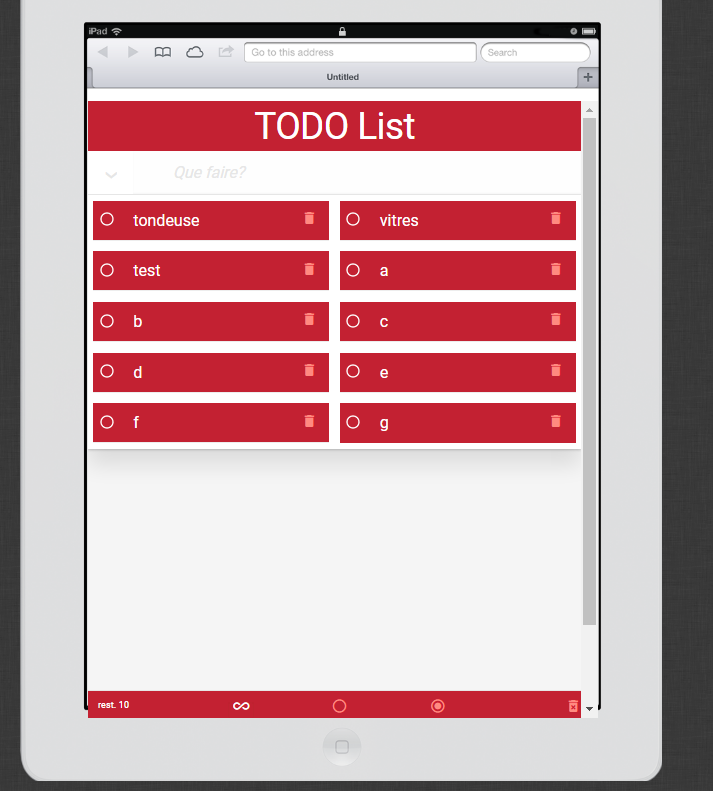 iPad
Go to this address
Search
Untitled
TODO List
Que faire?
tondeuse
vitres
test
a
b
c
d
e
f
g
rest. 10